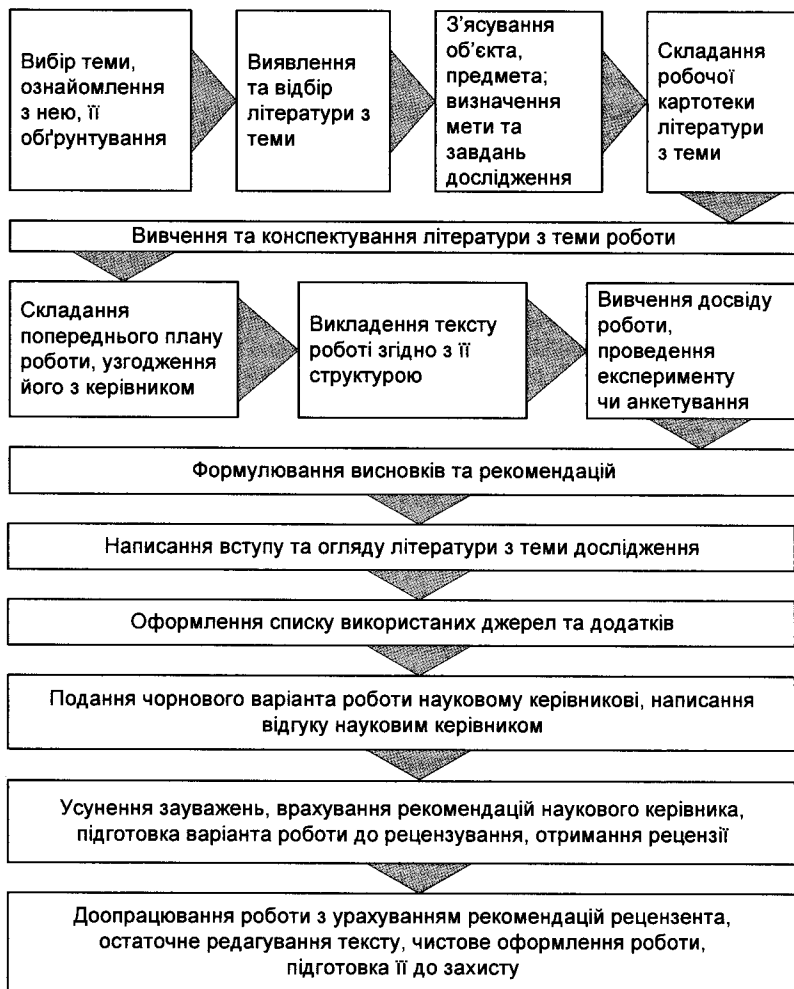 Вибір теми,
ознайомлення
з нею, її
обґрунтування
Виявлення
та відбір
літератури з
теми
З’ясування
об’єкта,
предмета;
визначення
мети та
завдань
дослідження
Складання
робочої
картотеки
літератури
з теми
Вивчення та конспектування літератури з теми роботи
Складання
попереднього плану
роботи, узгодження
його з керівником
Викладення тексту
роботі згідно з її
структурою
Вивчення досвіду
роботи,
проведення
експерименту
чи анкетування
Формулювання висновків та рекомендацій
Написання вступу та огляду літератури з теми дослідження
Оформлення списку використаних джерел та додатків
Подання чорнового варіанта роботи науковому керівникові, написання
відгуку науковим керівником
Усунення зауважень, врахування рекомендацій наукового керівника,
підготовка варіанта роботи до рецензування, отримання рецензії
Доопрацювання роботи з урахуванням рекомендацій рецензента,
остаточне редагування тексту, чистове оформлення роботи,
підготовка її до захисту